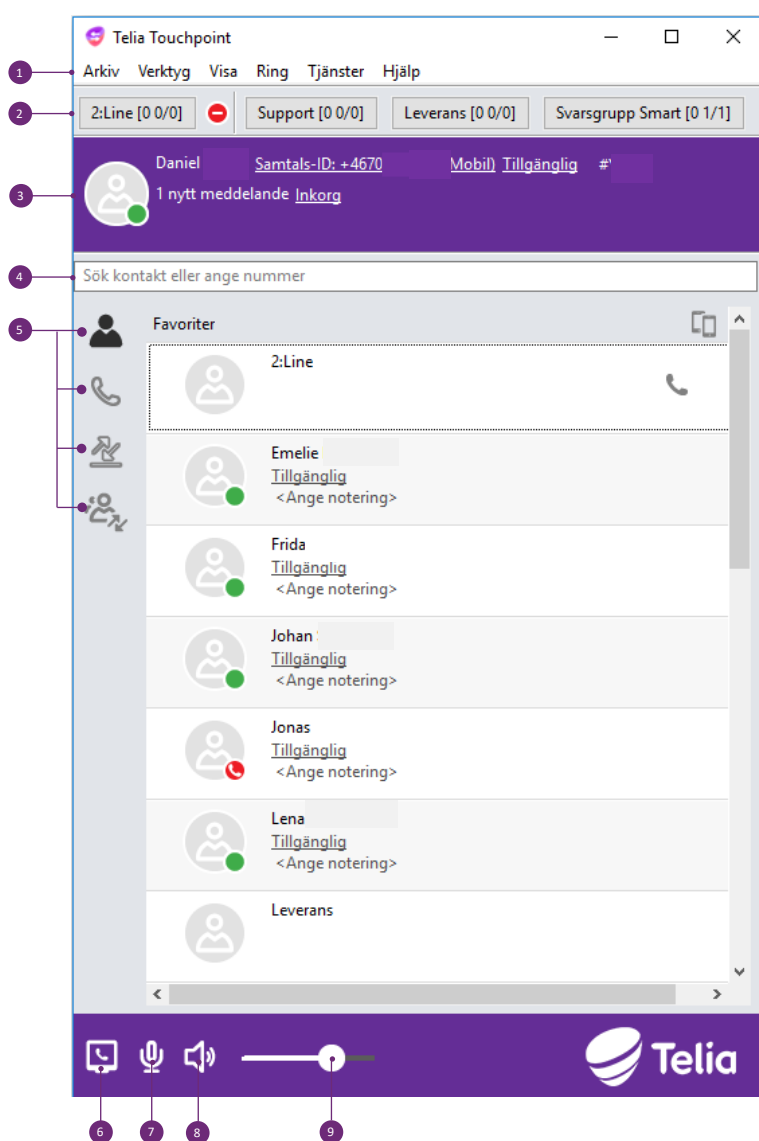 Telia Touchpoint
1 Arkiv Verktyg Visa Ring Tjänster Hjälp
2 2:Line [0 0/0] Support [0 0/0] Leverans [0 0/0] Svarsgrupp Smart [0 1/1]
Daniel Samtals-ID: +4670 Mobil) Tillgänglig #
3 1 nytt meddelande Inkorg
4 Sök kontakt eller ange nummer
5 Favoriter
2:Line
Emelie
Tillgänglig
<Ange notering>
Frida
Tillgänglig
<Ange notering>
Johan
Tillgänglig
<Ange notering>
Jonas
Tillgänglig
<Ange notering>
Lena
Tillgänglig
<Ange notering>
Leverans
Telia
6 7 8 9